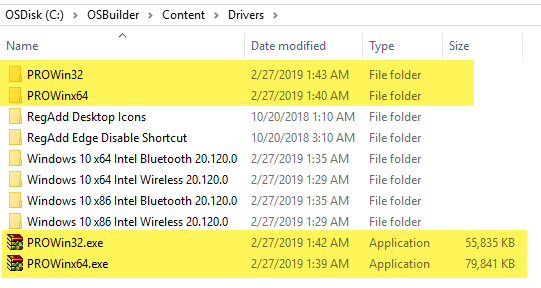 OSDisk (C:) > OSBuilder > Content > Drivers >
Name Date modified Type Size
PROWin32 2/27/2019 1:43 AM File folder
PROWinx64 2/27/2019 1:40 AM File folder
RegAdd Desktop Icons 10/20/2018 1:10 AM File folder
RegAdd Edge Disable Shortcut 10/20/2018 3:10 AM File folder
Windows 10 x64 Intel Bluetooth 20.120.0 2/27/2019 1:35 AM File folder
Windows 10 x64 Intel Wireless 20.120.0 2/27/2019 1:29 AM File folder
Windows 10 x86 Intel Bluetooth 20.120.0 2/27/2019 1:35 AM File folder
Windows 10 x86 Intel Wireless 20.120.0 2/27/2019 1:29 AM File folder
PROWin32.exe 2/27/2019 1:42 AM Application 55,835 KB
PROWinx64.exe 2/27/2019 1:39 AM Application 79,841 KB